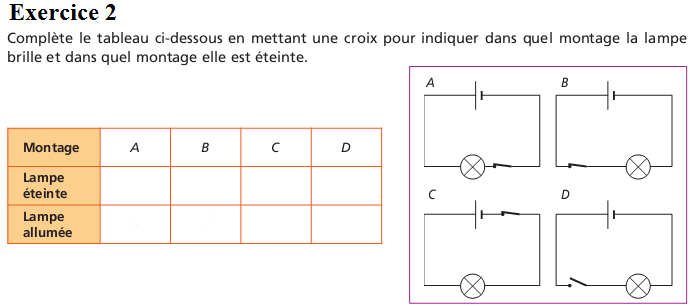 Exercice 2
Complète le tableau ci-dessous en mettant une croix pour indiquer dans quel montage la lampe
brille et dans quel montage elle est éteinte.
Montage A B C D
Lampe
éteinte
Lampe
allumée
A B
C D